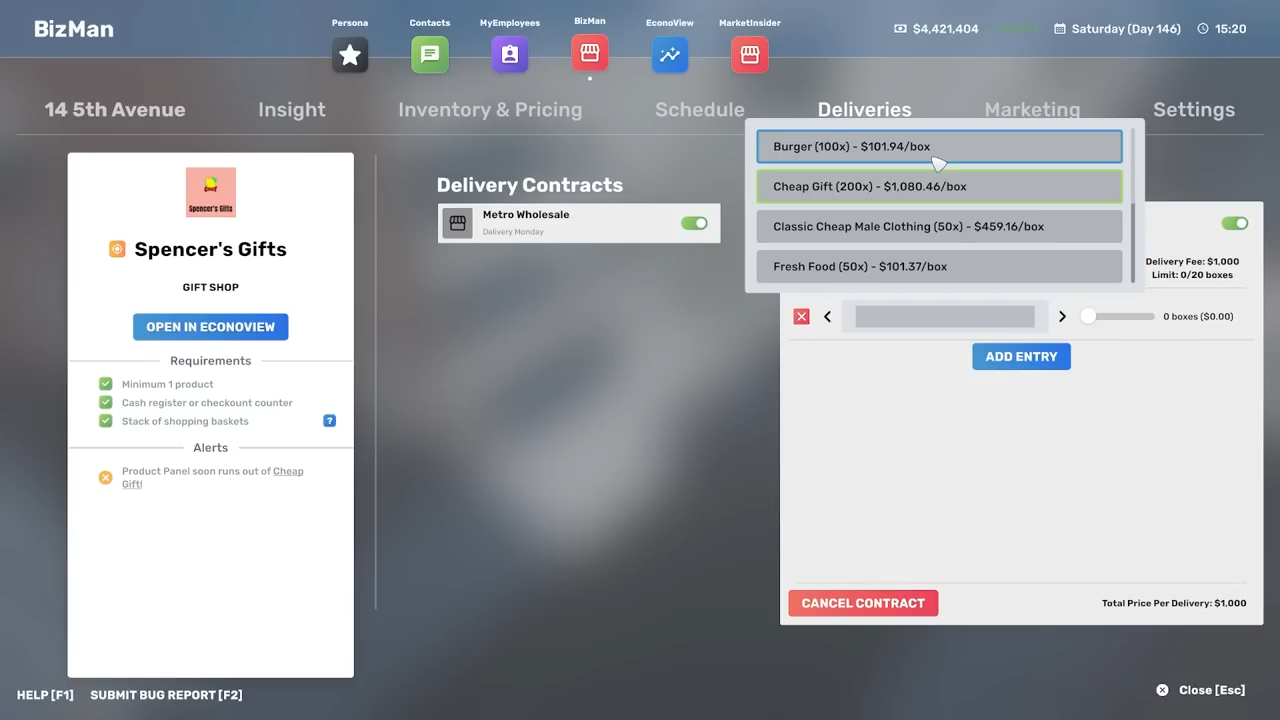 BizMan
Persona
Contacts
MyEmployees
BizMan
EconoView
MarketInsider
$4,421,404
Saturday (Day 146)
15:20
14 5th Avenue
Insight
Inventory & Pricing
Schedule
Deliveries
Marketing
Settings
Spencer's Gifts
Spencer's Gifts
GIFT SHOP
OPEN IN ECONOVIEW
Requirements
Minimum 1 product
Cash register or checkount counter
Stack of shopping baskets
?
Alerts
Product Panel soon runs out of Cheap
Gift!
Delivery Contracts
Metro Wholesale
Delivery Monday
Burger (100x) - $101.94/box
Cheap Gift (200x) - $1,080.46/box
Classic Cheap Male Clothing (50x) - $459.16/box
Fresh Food (50x) - $101.37/box
Delivery Fee: $1,000
Limit: 0/20 boxes
0 boxes ($0.00)
ADD ENTRY
CANCEL CONTRACT
Total Price Per Delivery: $1,000
HELP [F1]
SUBMIT BUG REPORT [F2]
Close [Esc]